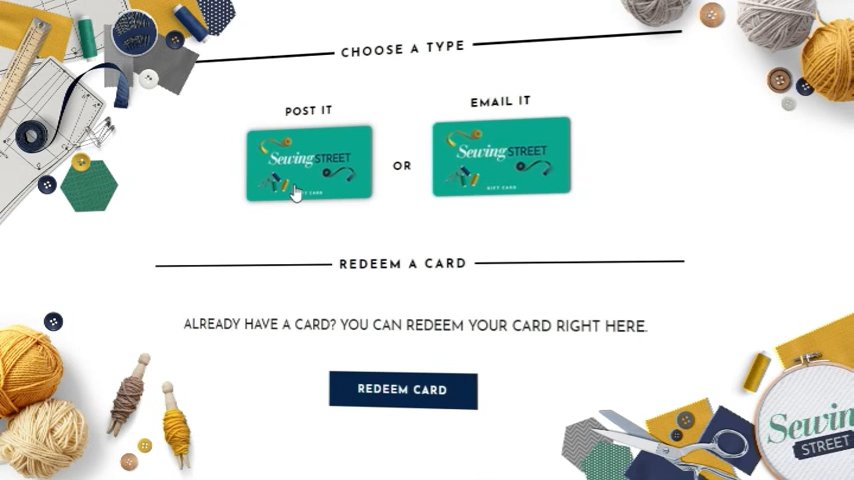 CHOOSE A TYPE
POST IT
EMAIL IT
Sewing STREET
OR
Sewing STREET
GIFT CARD
REDEEM A CARD
ALREADY HAVE A CARD? YOU CAN REDEEM YOUR CARD RIGHT HERE.
REDEEM CARD
STREET